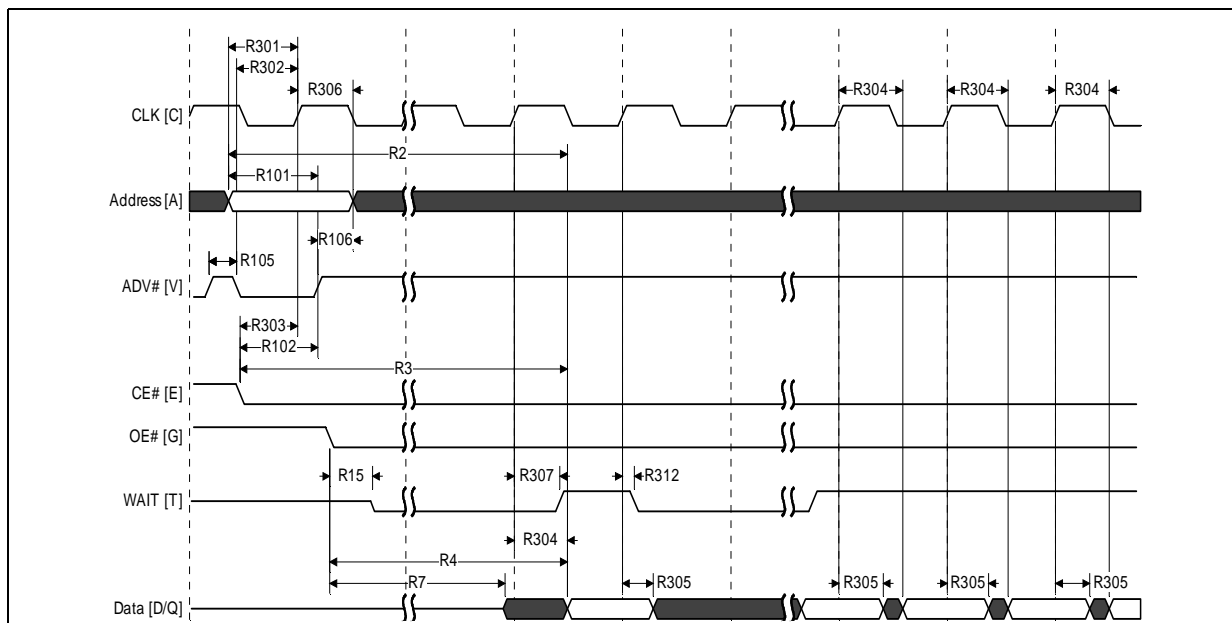 R301
R302
R306
R304
R304
R304
CLK [C]
R2
R101
Address [A]
R106
R105
ADV# [V]
R303
R102
R3
CE# [E]
OE# [G]
R15
R307
R312
WAIT [T]
R304
R4
R7
R305
R305
R305
R305
Data [D/Q]